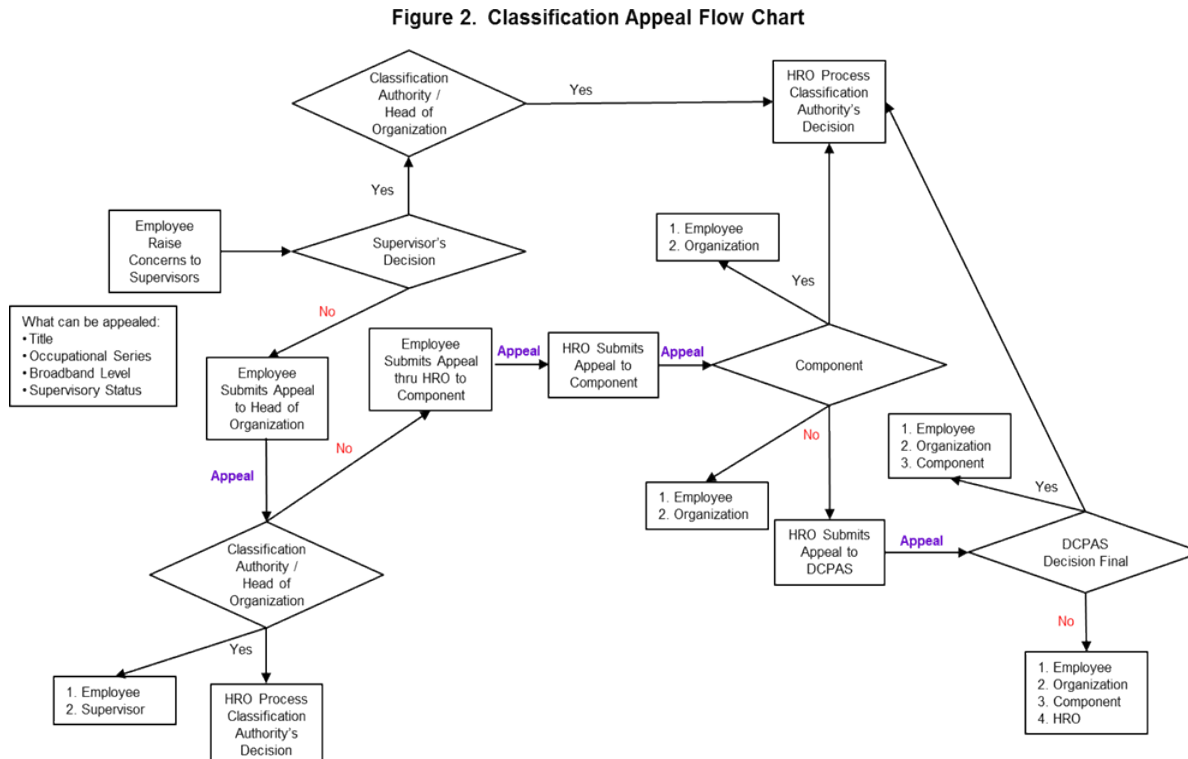 Figure 2.  Classification Appeal Flow Chart
Classification
Authority /
Head of
Organization
Yes
HRO Process
Classification
Authority's
Decision
Yes
Employee
Raise
Concerns to
Supervisors
Supervisor's
Decision
1. Employee
2. Organization
Yes
No
What can be appealed:
• Title
• Occupational Series
• Broadband Level
• Supervisory Status
Employee
Submits Appeal
to Head of
Organization
Employee
Submits Appeal
thru HRO to
Component
Appeal
HRO Submits
Appeal to
Component
Appeal
Component
No
Appeal
No
1. Employee
2. Organization
1. Employee
2. Organization
3. Component
Yes
Classification
Authority /
Head of
Organization
HRO Submits
Appeal to
DCPAS
Appeal
DCPAS
Decision Final
No
Yes
1. Employee
2. Supervisor
HRO Process
Classification
Authority's
Decision
1. Employee
2. Organization
3. Component
4. HRO